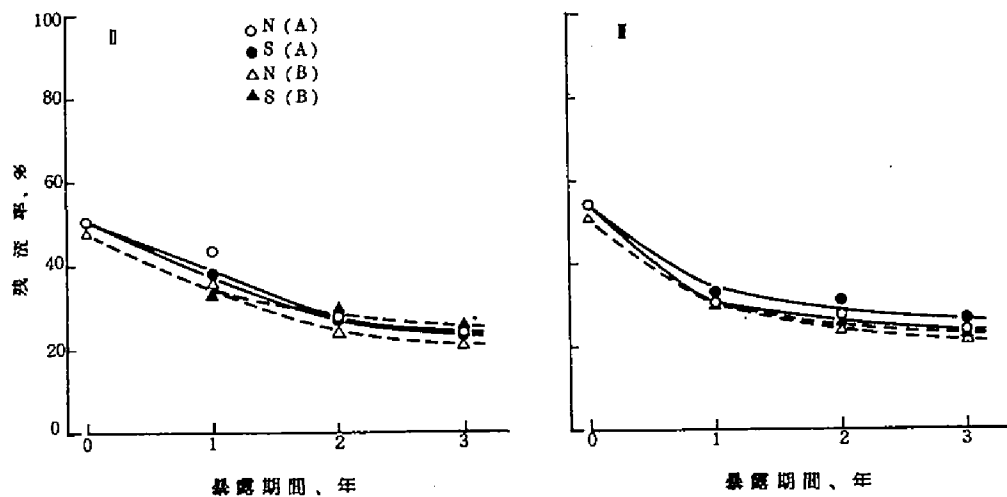 100
80
60
40
20
0
残流率、%
○ N (A)
● S (A)
△ N (B)
▲ S (B)
0 1 2 3
暴露期間、年
0 1 2 3
暴露期間、年